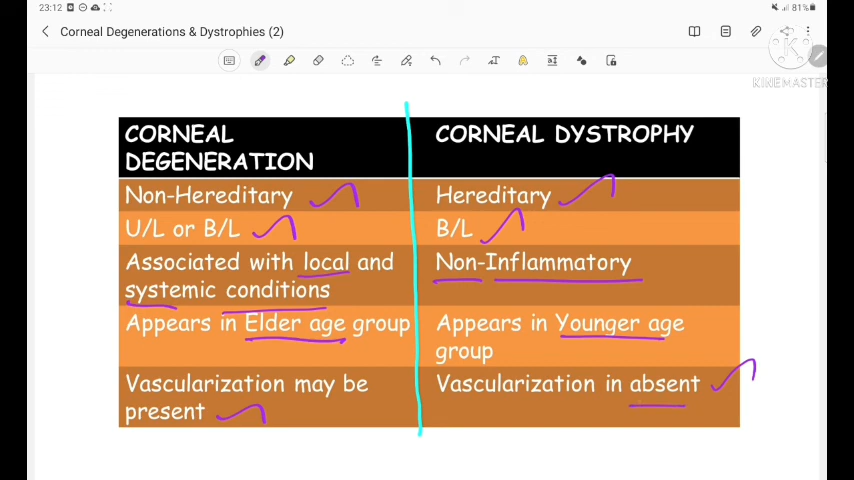 23:12
81%
Corneal Degenerations & Dystrophies (2)
K
KINEMASTER
CORNEAL DEGENERATION
CORNEAL DYSTROPHY
Non-Hereditary
Hereditary
U/L or B/L
B/L
Associated with local and
systemic conditions
Non-Inflammatory
Appears in Elder age group
Appears in Younger age
group
Vascularization may be
present
Vascularization in absent